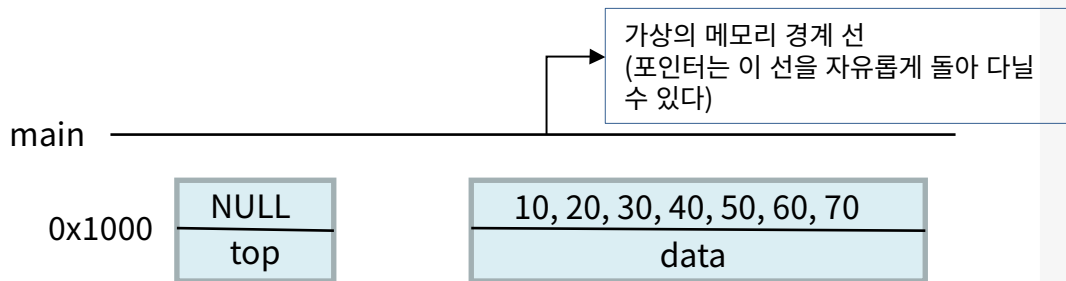 가상의 메모리 경계 선
(포인터는 이 선을 자유롭게 돌아 다닐
수 있다)
main
0x1000
NULL
top
10, 20, 30, 40, 50, 60, 70
data